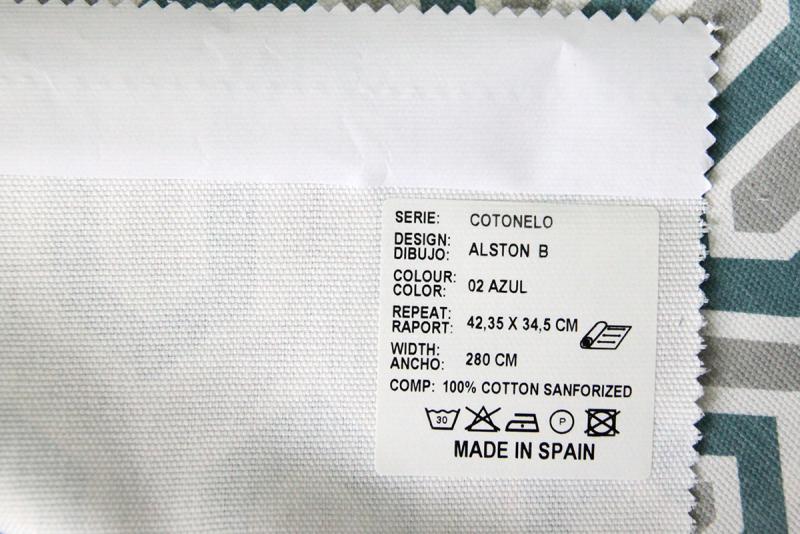 SERIE: COTONELO
DESIGN:
DIBUJO: ALSTON B
COLOUR:
COLOR: 02 AZUL
REPEAT:
RAPORT: 42,35 X 34,5 CM
WIDTH:
ANCHO: 280 CM
COMP: 100% COTTON SANFORIZED
30 P
MADE IN SPAIN